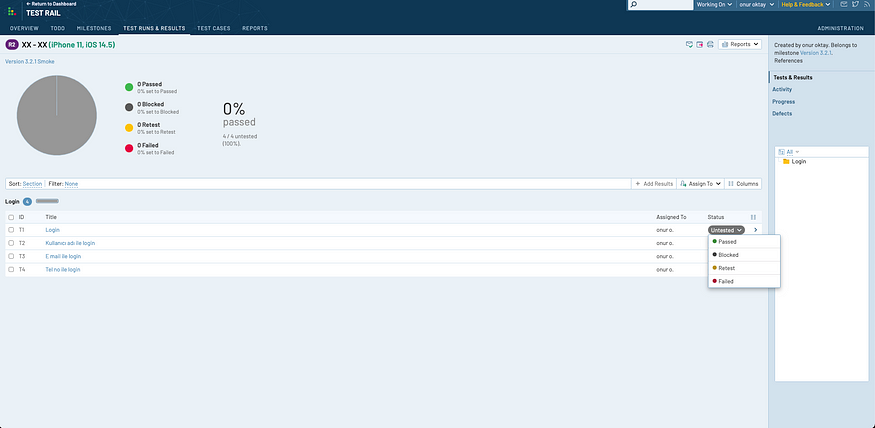 ← Return to Dashboard
TEST RAIL
Working On
onur oktay
Help & Feedback
OVERVIEW TODO MILESTONES TEST RUNS & RESULTS TEST CASES REPORTS ADMINISTRATION
R2 XX - XX (iPhone 11, iOS 14.5)
Reports
Version 3.2.1 Smoke
0 Passed
0% set to Passed
0 Blocked
0% set to Blocked
0 Retest
0% set to Retest
0 Failed
0% set to Failed
0%
passed
4 / 4 untested
(100%).
Created by onur oktay. Belongs to
milestone Version 3.2.1.
References
Tests & Results
Activity
Progress
Defects
All
Login
Sort: Section Filter: None
+ Add Results Assign To Columns
Login 4
ID Title Assigned To Status
T1 Login onur o. Untested
T2 Kullanıcı adı ile login onur o.
T3 E mail ile login onur o.
T4 Tel no ile login onur o.
Passed
Blocked
Retest
Failed